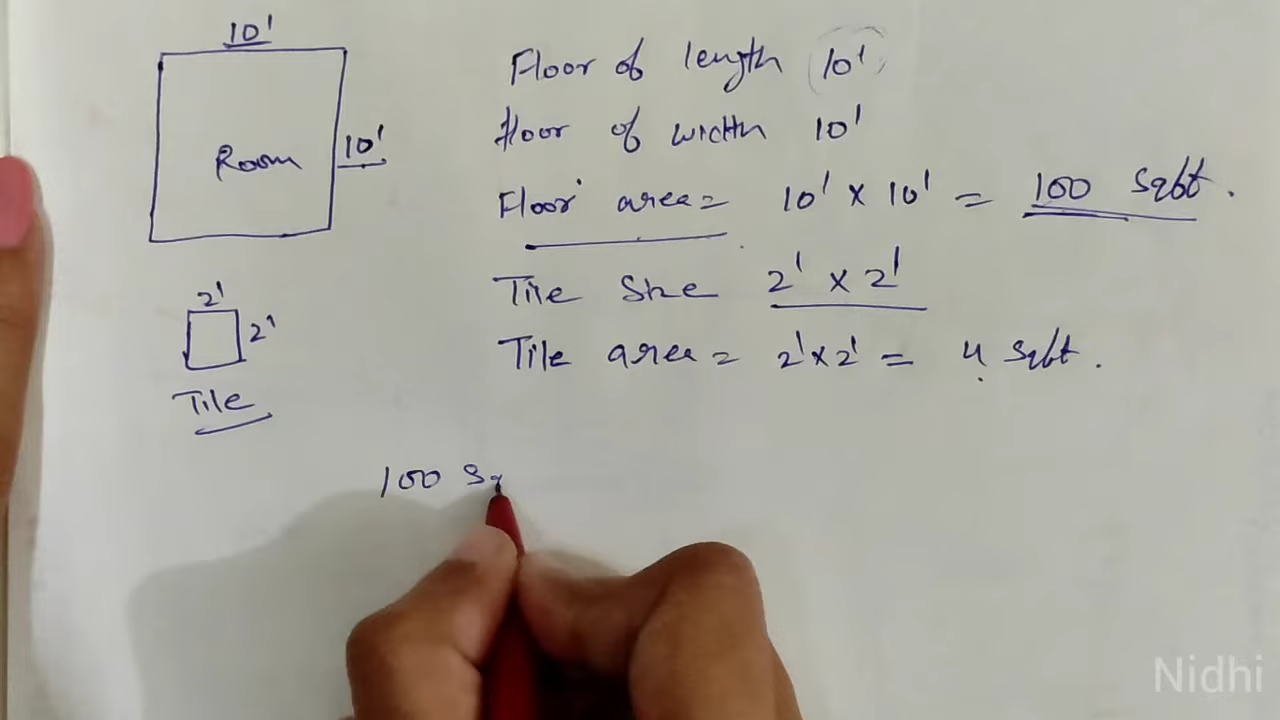 10'
Room 10'
2'
2'
Tile
Floor of length 10'
floor of width 10'
Floor area = 10' x 10' = 100 Sqft.
Tile Size 2' x 2'
Tile area = 2' x 2' = 4 Sqft.
100 Sq
Nidhi